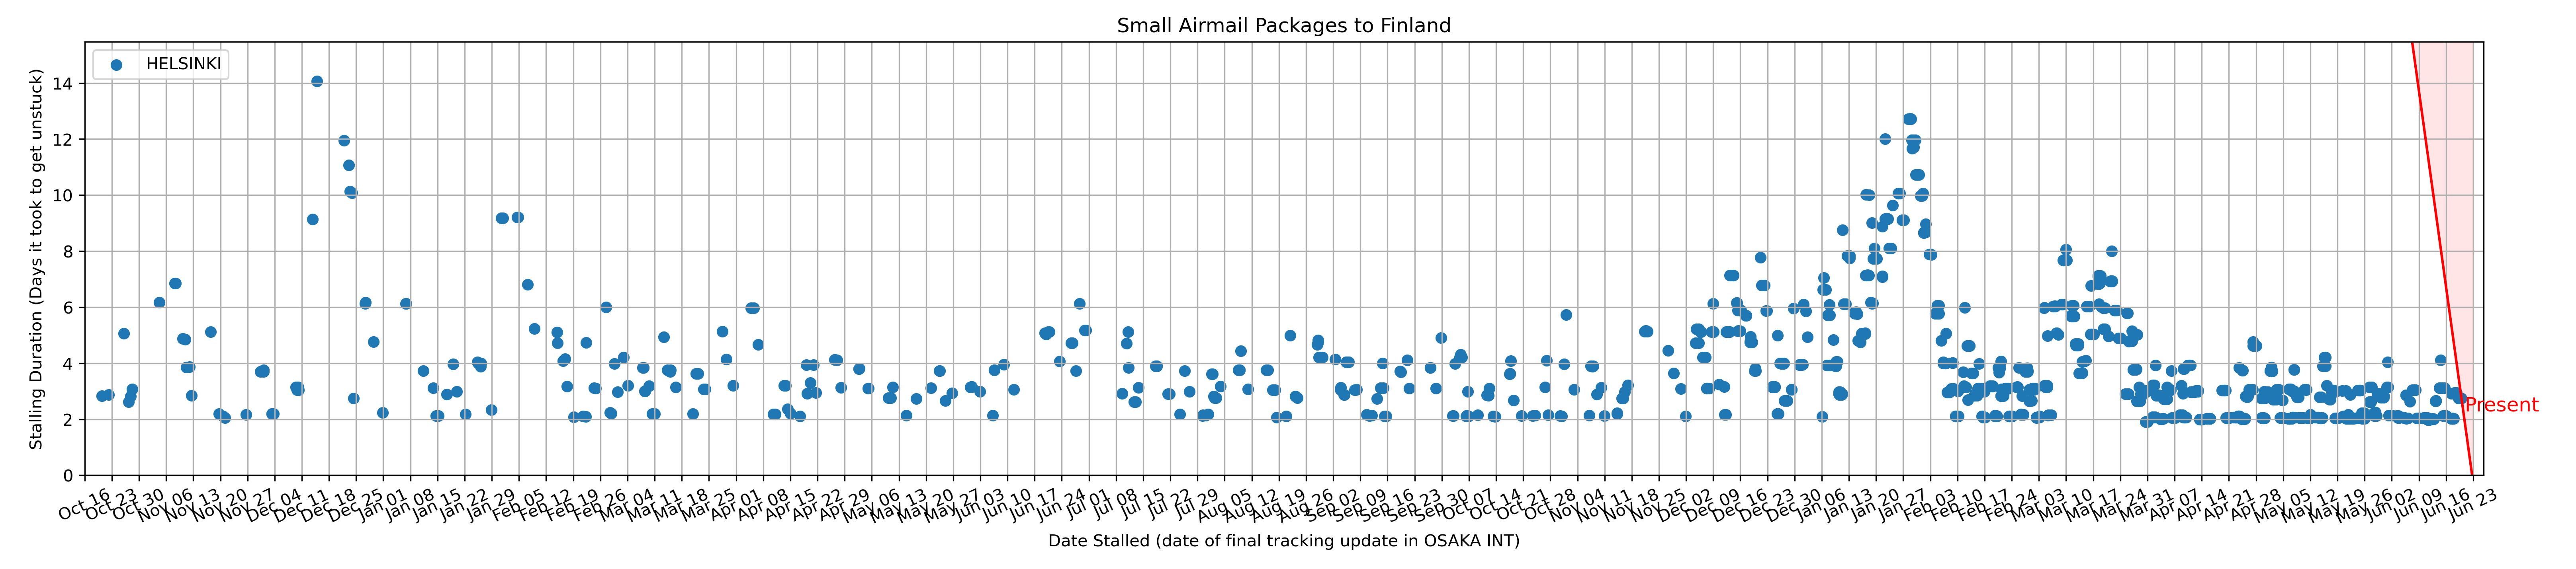 Small Airmail Packages to Finland
HELSINKI
Stalling Duration (Days it took to get unstuck)
14
12
10
8
6
4
2
0
Present
Oct 16
Oct 23
Oct 30
Nov 06
Nov 13
Nov 20
Nov 27
Dec 04
Dec 11
Dec 18
Dec 25
Jan 01
Jan 08
Jan 15
Jan 22
Jan 29
Feb 05
Feb 12
Feb 19
Feb 26
Mar 04
Mar 11
Mar 18
Mar 25
Apr 01
Apr 08
Apr 15
Apr 22
Apr 29
May 06
May 13
May 20
May 27
Jun 03
Jun 10
Jun 17
Jun 24
Jul 01
Jul 08
Jul 15
Jul 22
Jul 29
Aug 05
Aug 12
Aug 19
Aug 26
Sep 02
Sep 09
Sep 16
Sep 23
Sep 30
Oct 07
Oct 14
Oct 21
Oct 28
Nov 04
Nov 11
Nov 18
Nov 25
Dec 02
Dec 09
Dec 16
Dec 23
Dec 30
Jan 06
Jan 13
Jan 20
Jan 27
Feb 03
Feb 10
Feb 17
Feb 24
Mar 03
Mar 10
Mar 17
Mar 24
Mar 31
Apr 07
Apr 14
Apr 21
Apr 28
May 05
May 12
May 19
May 26
Jun 02
Jun 09
Jun 16
Jun 23
Date Stalled (date of final tracking update in OSAKA INT)